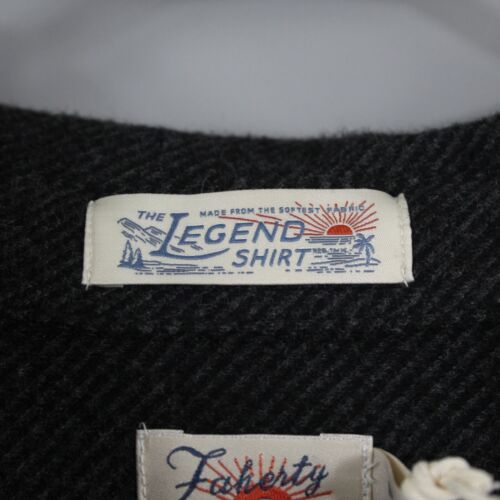 MADE FROM THE SOFTEST FABRIC
THE LEGEND
SHIRT
Faherty